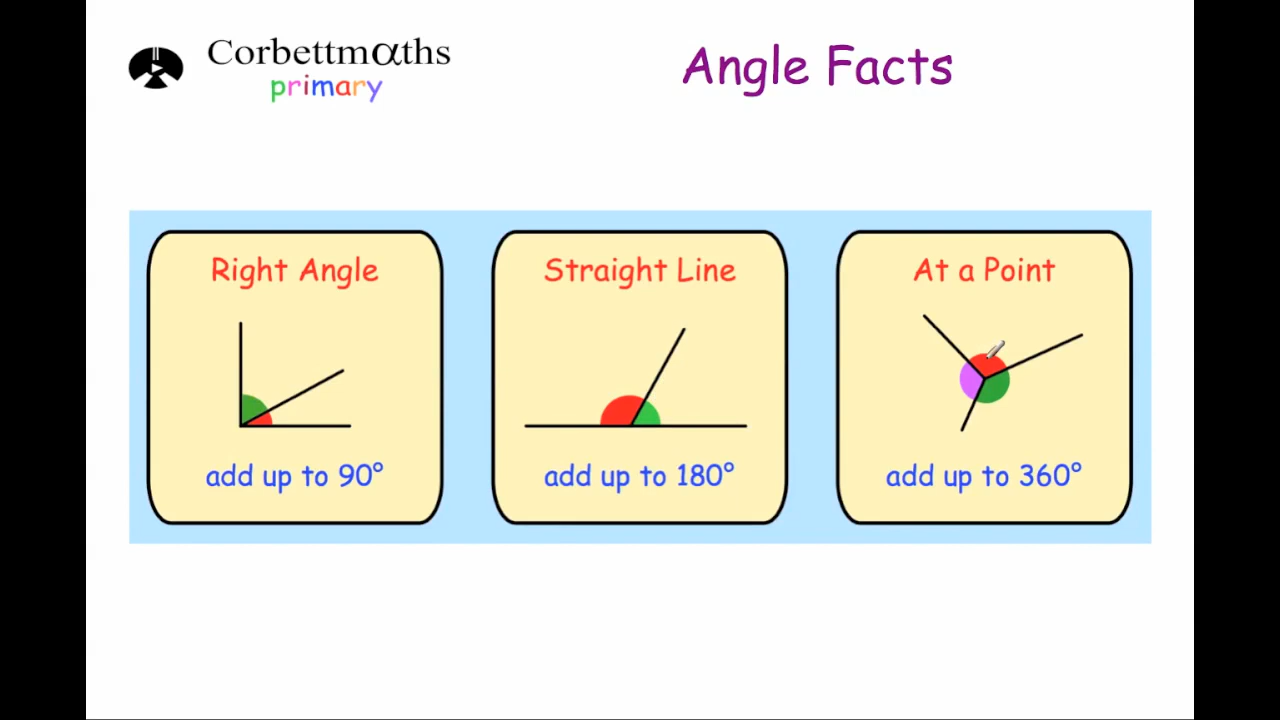 Corbettmαths
primary
Angle Facts
Right Angle
add up to 90°
Straight Line
add up to 180°
At a Point
add up to 360°